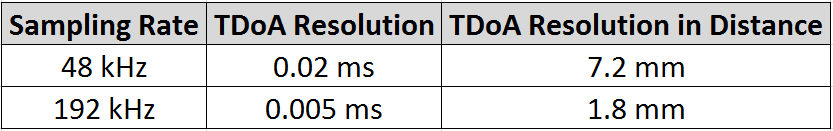 Sampling Rate TDoA Resolution TDoA Resolution in Distance
48 kHz 0.02 ms 7.2 mm
192 kHz 0.005 ms 1.8 mm